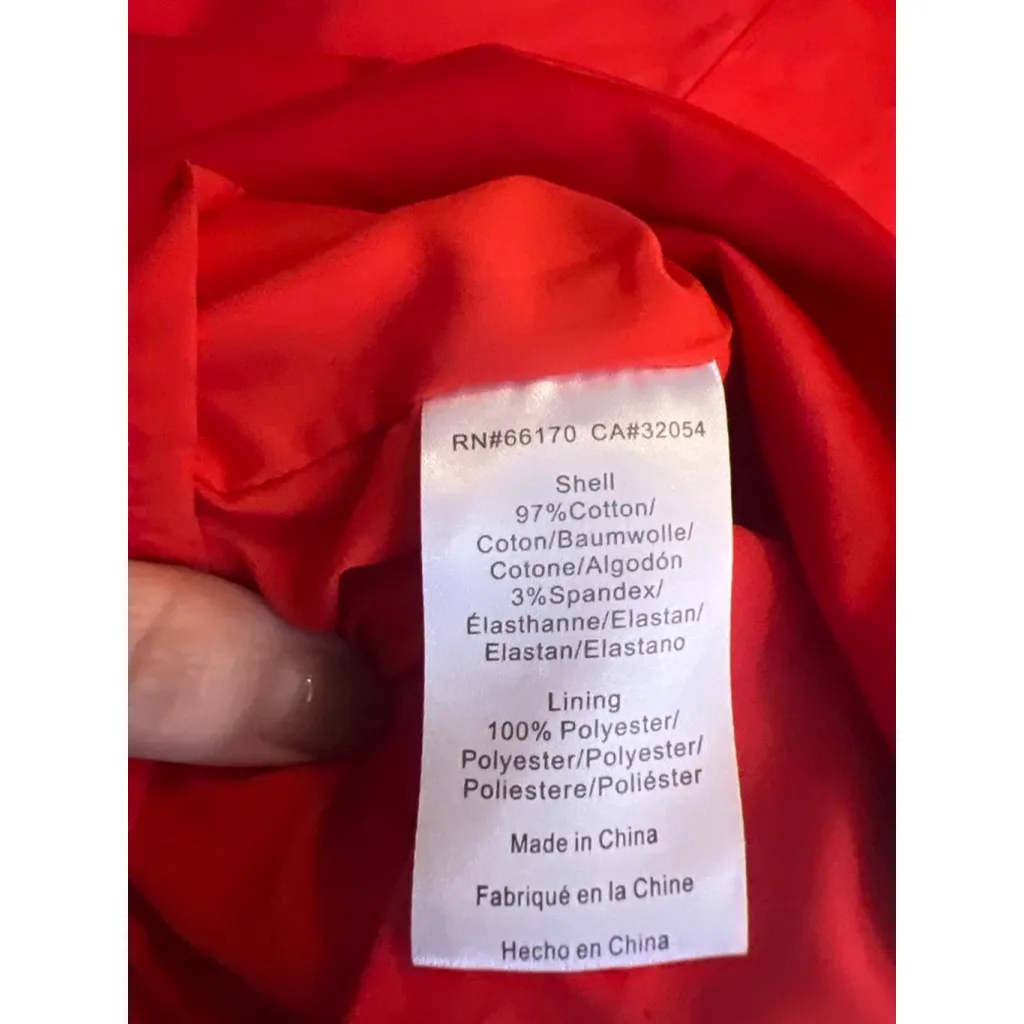 RN#66170 CA#32054
Shell
97%Cotton/
Coton/Baumwolle/
Cotone/Algodón
3%Spandex/
Élasthanne/Elastan/
Elastan/Elastano
Lining
100% Polyester/
Polyester/Polyester/
Poliestere/Poliéster
Made in China
Fabriqué en la Chine
Hecho en China